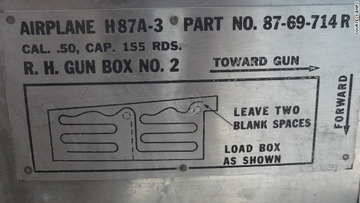 AIRPLANE H87A-3 PART NO. 87-69-714 R
CAL. .50, CAP. 155 RDS.
R. H. GUN BOX NO. 2
TOWARD GUN
FORWARD
LEAVE TWO
BLANK SPACES
LOAD BOX
AS SHOWN